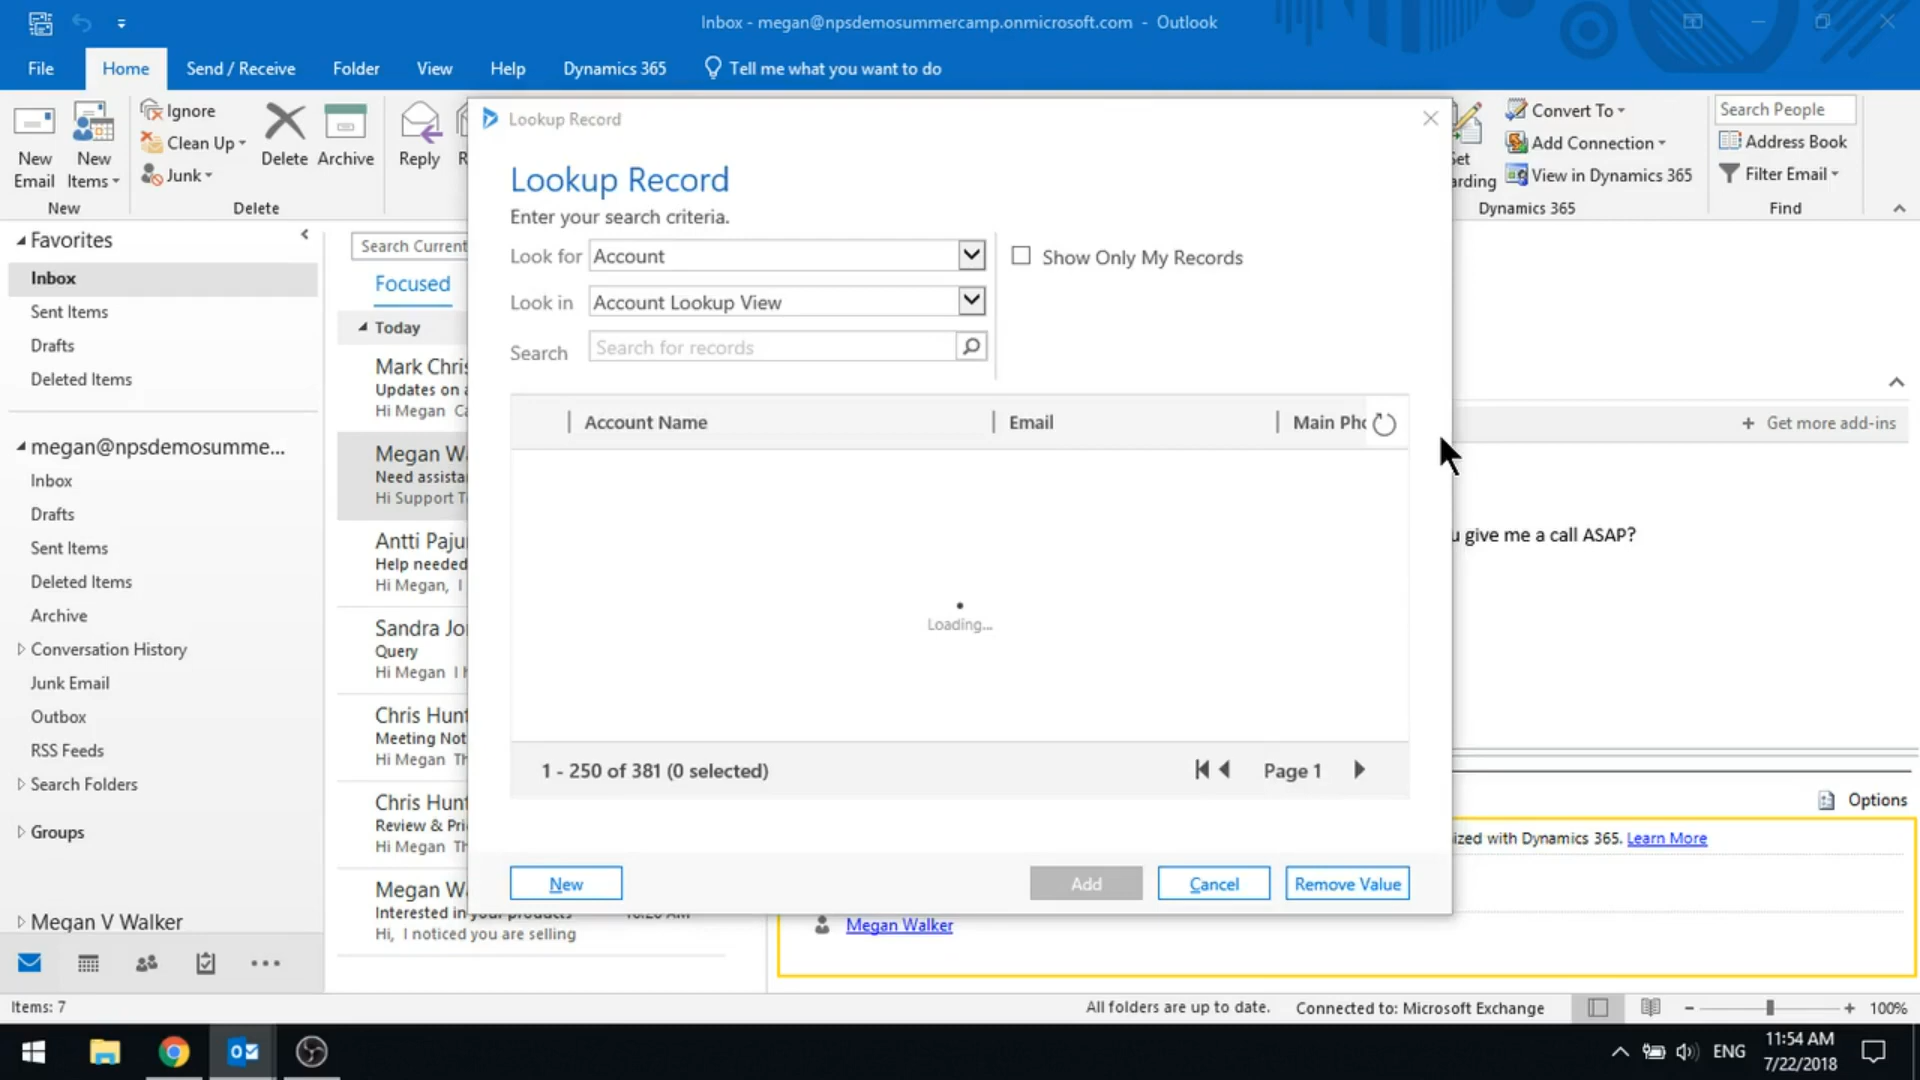 Inbox - megan@npsdemosummercamp.onmicrosoft.com - Outlook
File
Home
Send / Receive
Folder
View
Help
Dynamics 365
Tell me what you want to do
New Email
New Items
New
Ignore
Clean Up
Junk
Delete
Archive
Delete
Reply
R
Convert To
Add Connection
View in Dynamics 365
Dynamics 365
Search People
Address Book
Filter Email
Find
Favorites
Inbox
Sent Items
Drafts
Deleted Items
megan@npsdemosumme...
Inbox
Drafts
Sent Items
Deleted Items
Archive
Conversation History
Junk Email
Outbox
RSS Feeds
Search Folders
Groups
Megan V Walker
Search Current
Focused
Today
Mark Chris
Updates on a
Hi Megan Ca
Megan Wa
Need assista
Hi Support T
Antti Paju
Help needed
Hi Megan, I
Sandra Jo
Query
Hi Megan I h
Chris Hunt
Meeting Not
Hi Megan Th
Chris Hunt
Review & Pri
Hi Megan Th
Megan Wa
Interested in your products
Hi, I noticed you are selling
Lookup Record
Lookup Record
Enter your search criteria.
Look for
Account
Show Only My Records
Look in
Account Lookup View
Search
Search for records
Account Name
Email
Main Pho
Loading...
1 - 250 of 381 (0 selected)
Page 1
New
Add
Cancel
Remove Value
+ Get more add-ins
u give me a call ASAP?
Options
ized with Dynamics 365. Learn More
Megan Walker
Items: 7
All folders are up to date.
Connected to: Microsoft Exchange
100%
ENG
11:54 AM
7/22/2018